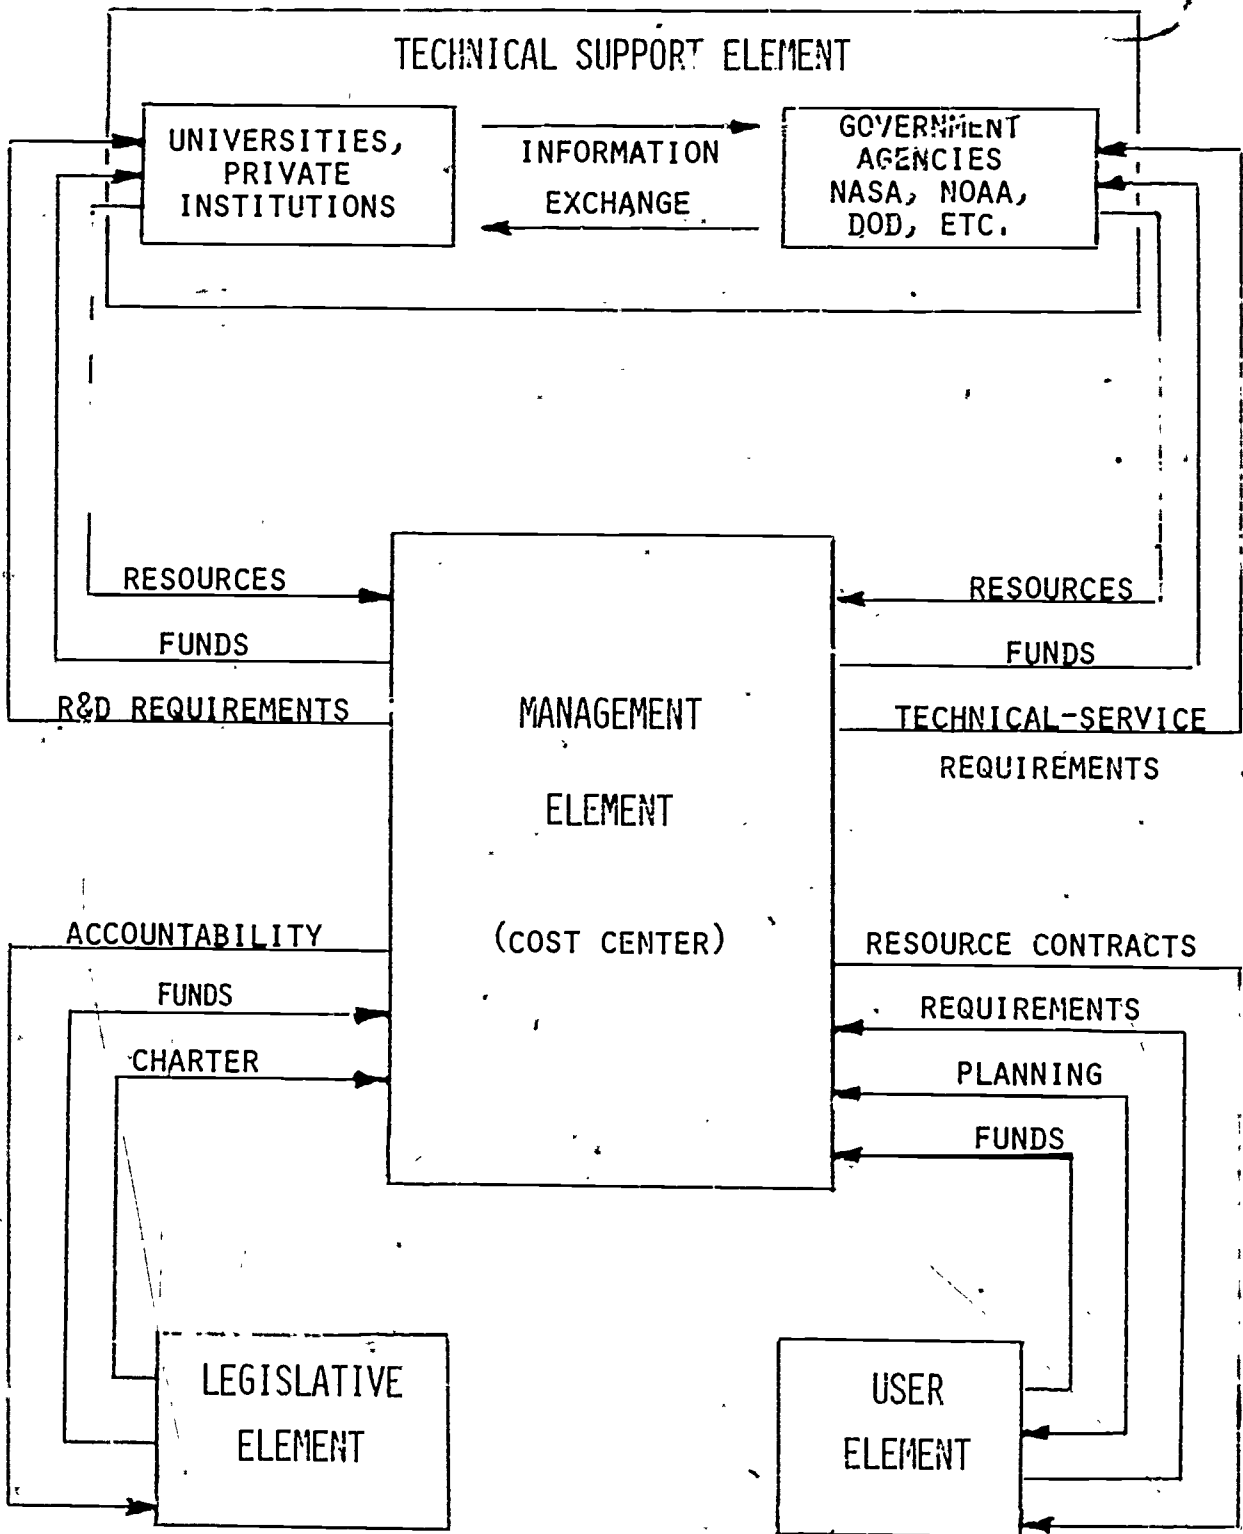 TECHNICAL SUPPORT ELEMENT
UNIVERSITIES,
PRIVATE
INSTITUTIONS
INFORMATION
EXCHANGE
GOVERNMENT
AGENCIES
NASA, NOAA,
DOD, ETC.
RESOURCES
FUNDS
R&D REQUIREMENTS
RESOURCES
FUNDS
TECHNICAL-SERVICE
REQUIREMENTS
MANAGEMENT
ELEMENT
(COST CENTER)
ACCOUNTABILITY
FUNDS
CHARTER
RESOURCE CONTRACTS
REQUIREMENTS
PLANNING
FUNDS
LEGISLATIVE
ELEMENT
USER
ELEMENT